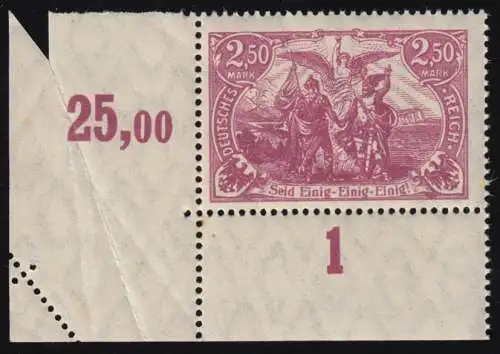 2,50 2,50
MARK MARK
DEUTSCHES REICH
25,00
Seid Einig-Einig-Einig!
1